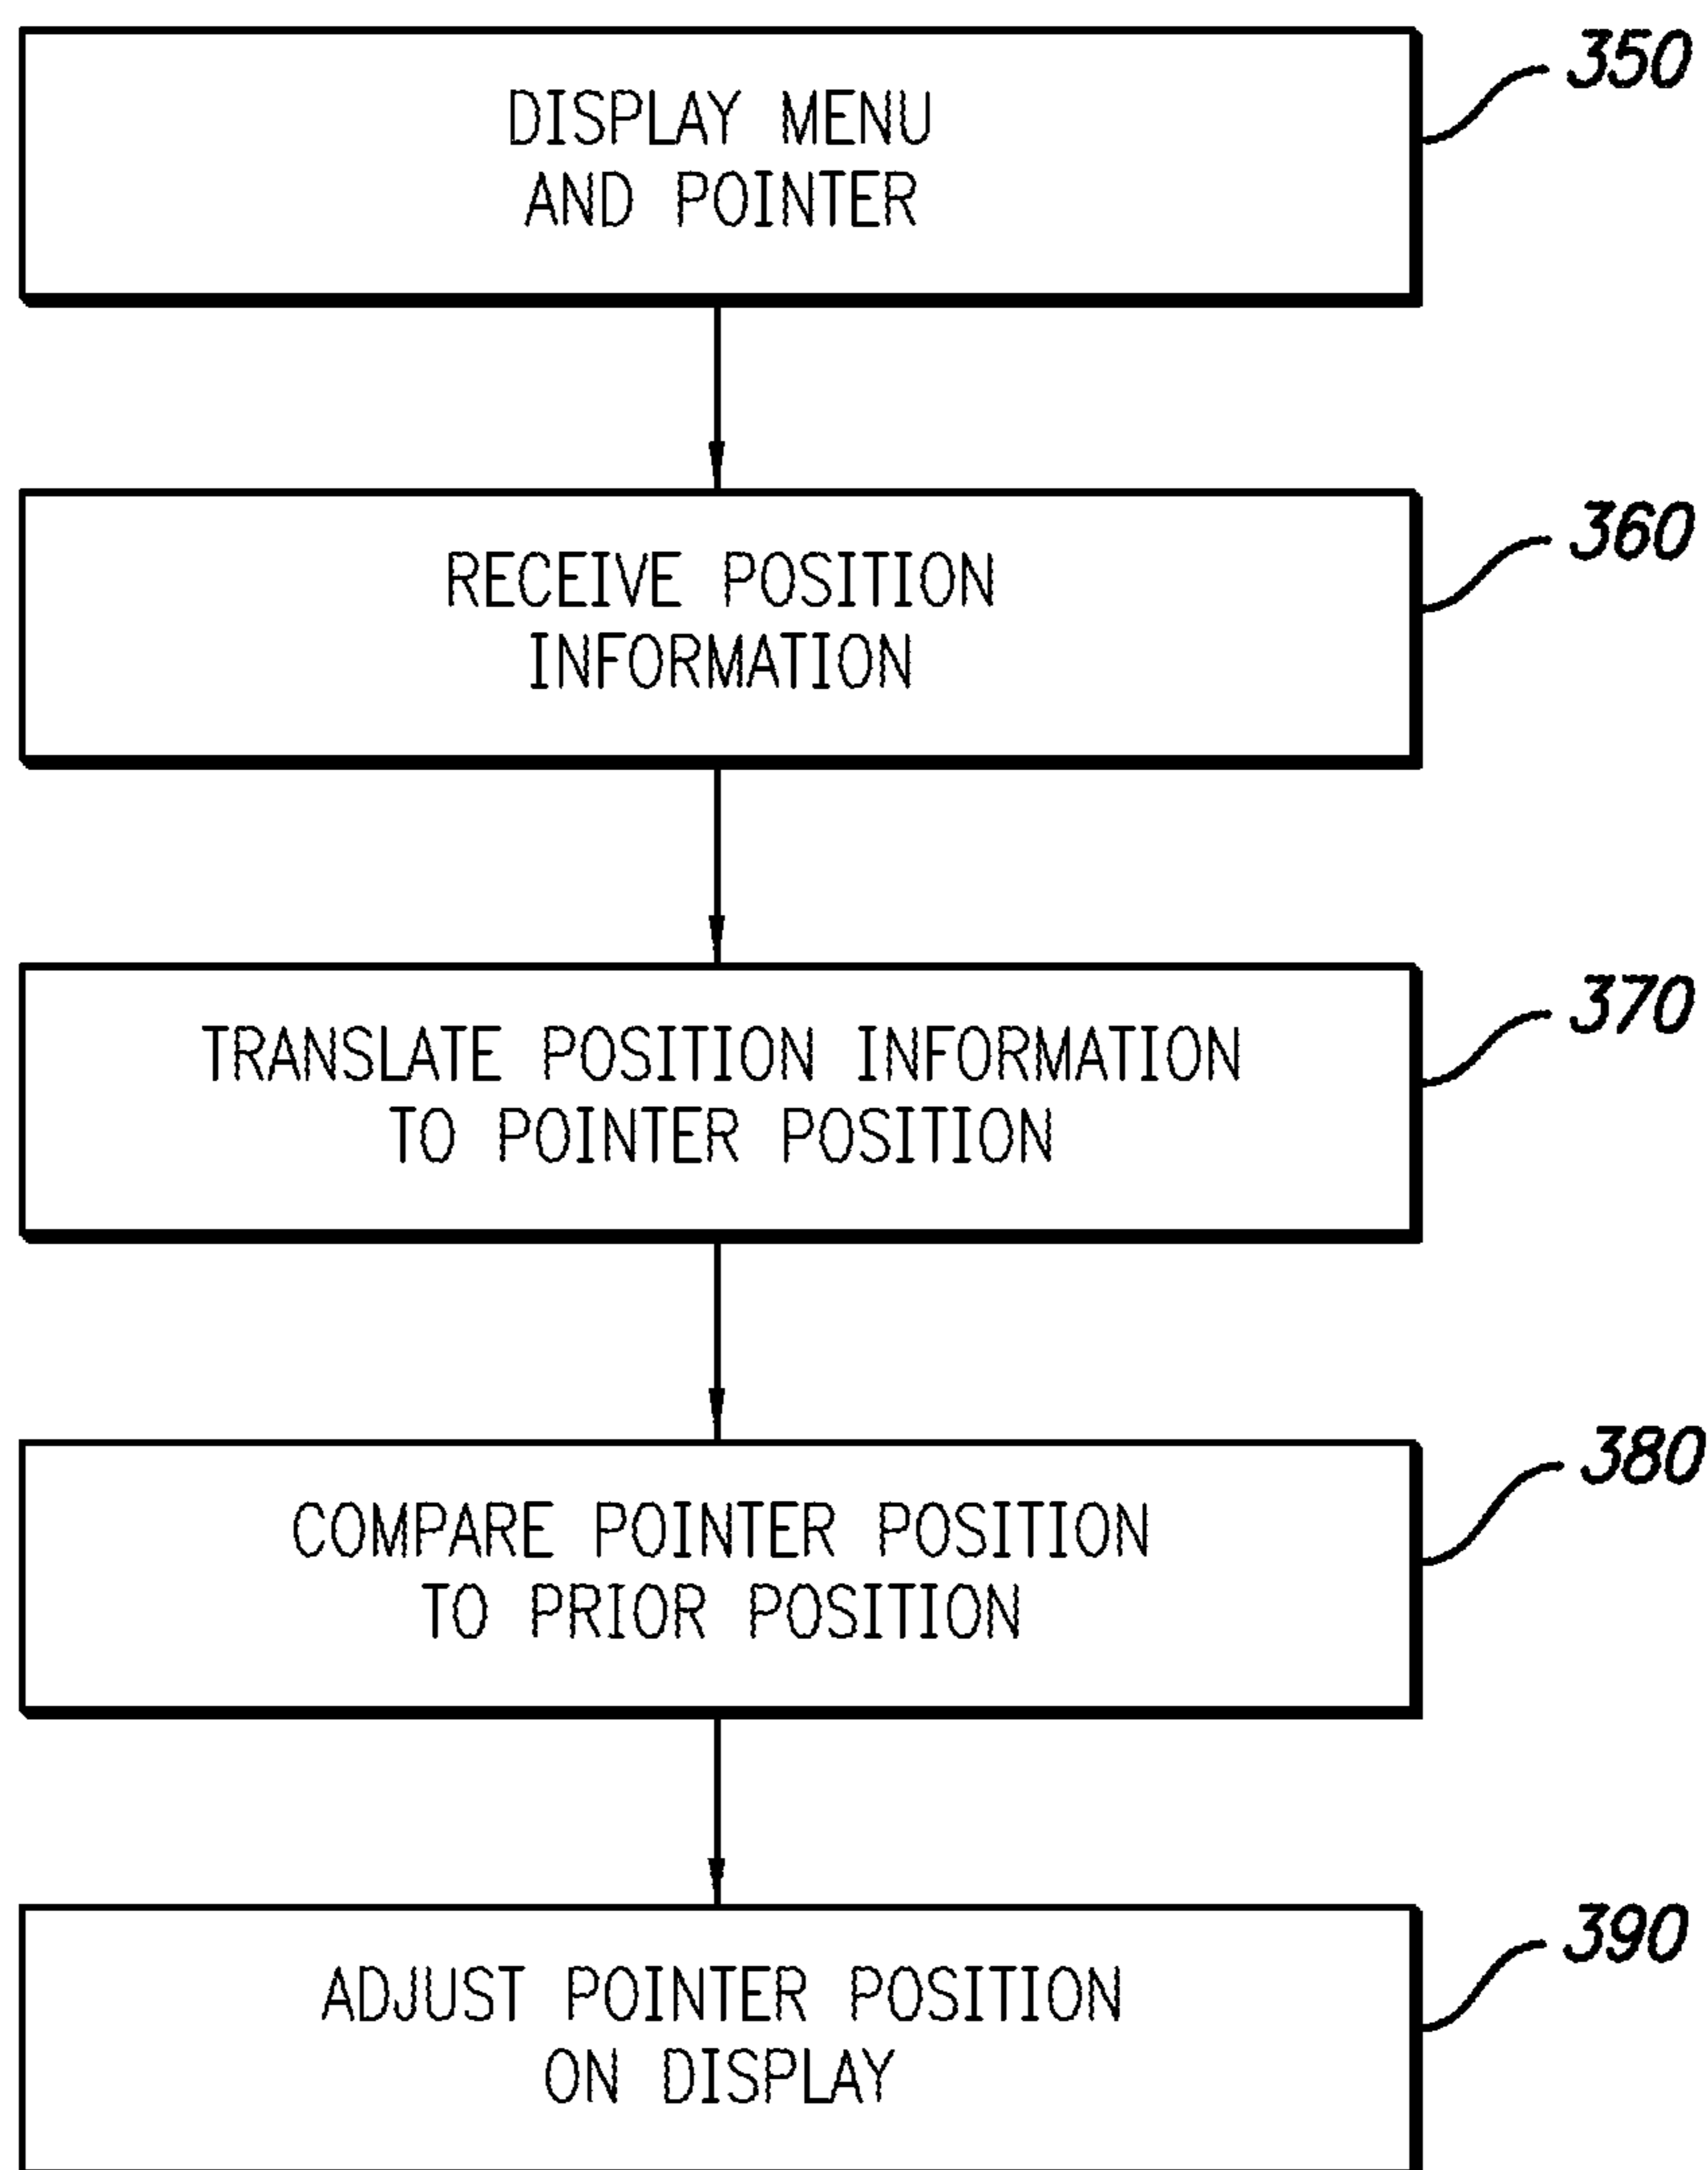 DISPLAY MENU
AND POINTER
350
RECEIVE POSITION
INFORMATION
360
TRANSLATE POSITION INFORMATION
TO POINTER POSITION
370
COMPARE POINTER POSITION
TO PRIOR POSITION
380
ADJUST POINTER POSITION
ON DISPLAY
390